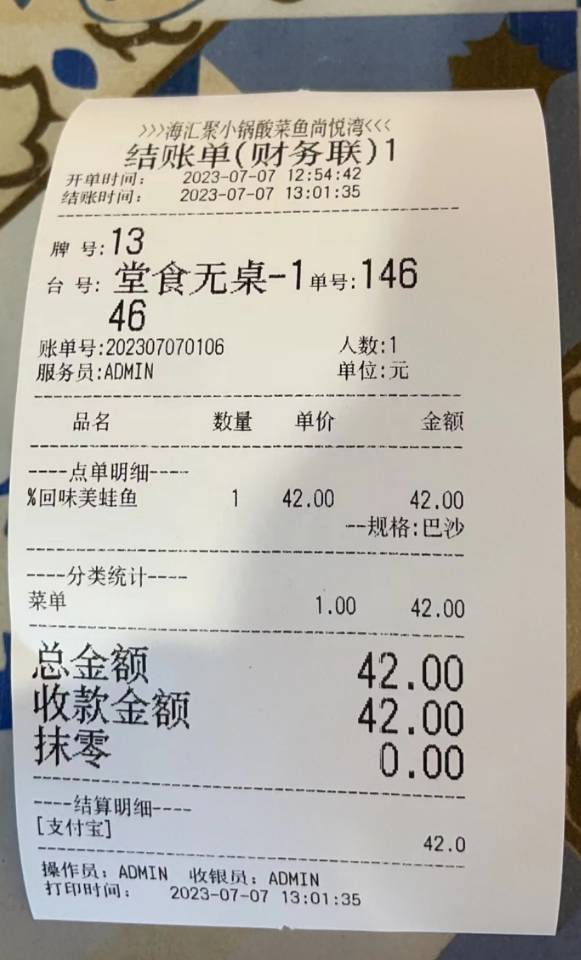 >>>海汇聚小锅酸菜鱼尚悦湾<<<
结账单(财务联)1
开单时间： 2023-07-07 12:54:42
结账时间： 2023-07-07 13:01:35
牌 号:13
台 号: 堂食无桌-1 单号:146
46
账单号:202307070106 人数:1
服务员:ADMIN 单位:元
品名 数量 单价 金额
----点单明细----
%回味美蛙鱼 1 42.00 42.00
--规格:巴沙
----分类统计----
菜单 1.00 42.00
总金额 42.00
收款金额 42.00
抹零 0.00
----结算明细----
[支付宝] 42.0
操作员：ADMIN 收银员：ADMIN
打印时间： 2023-07-07 13:01:35